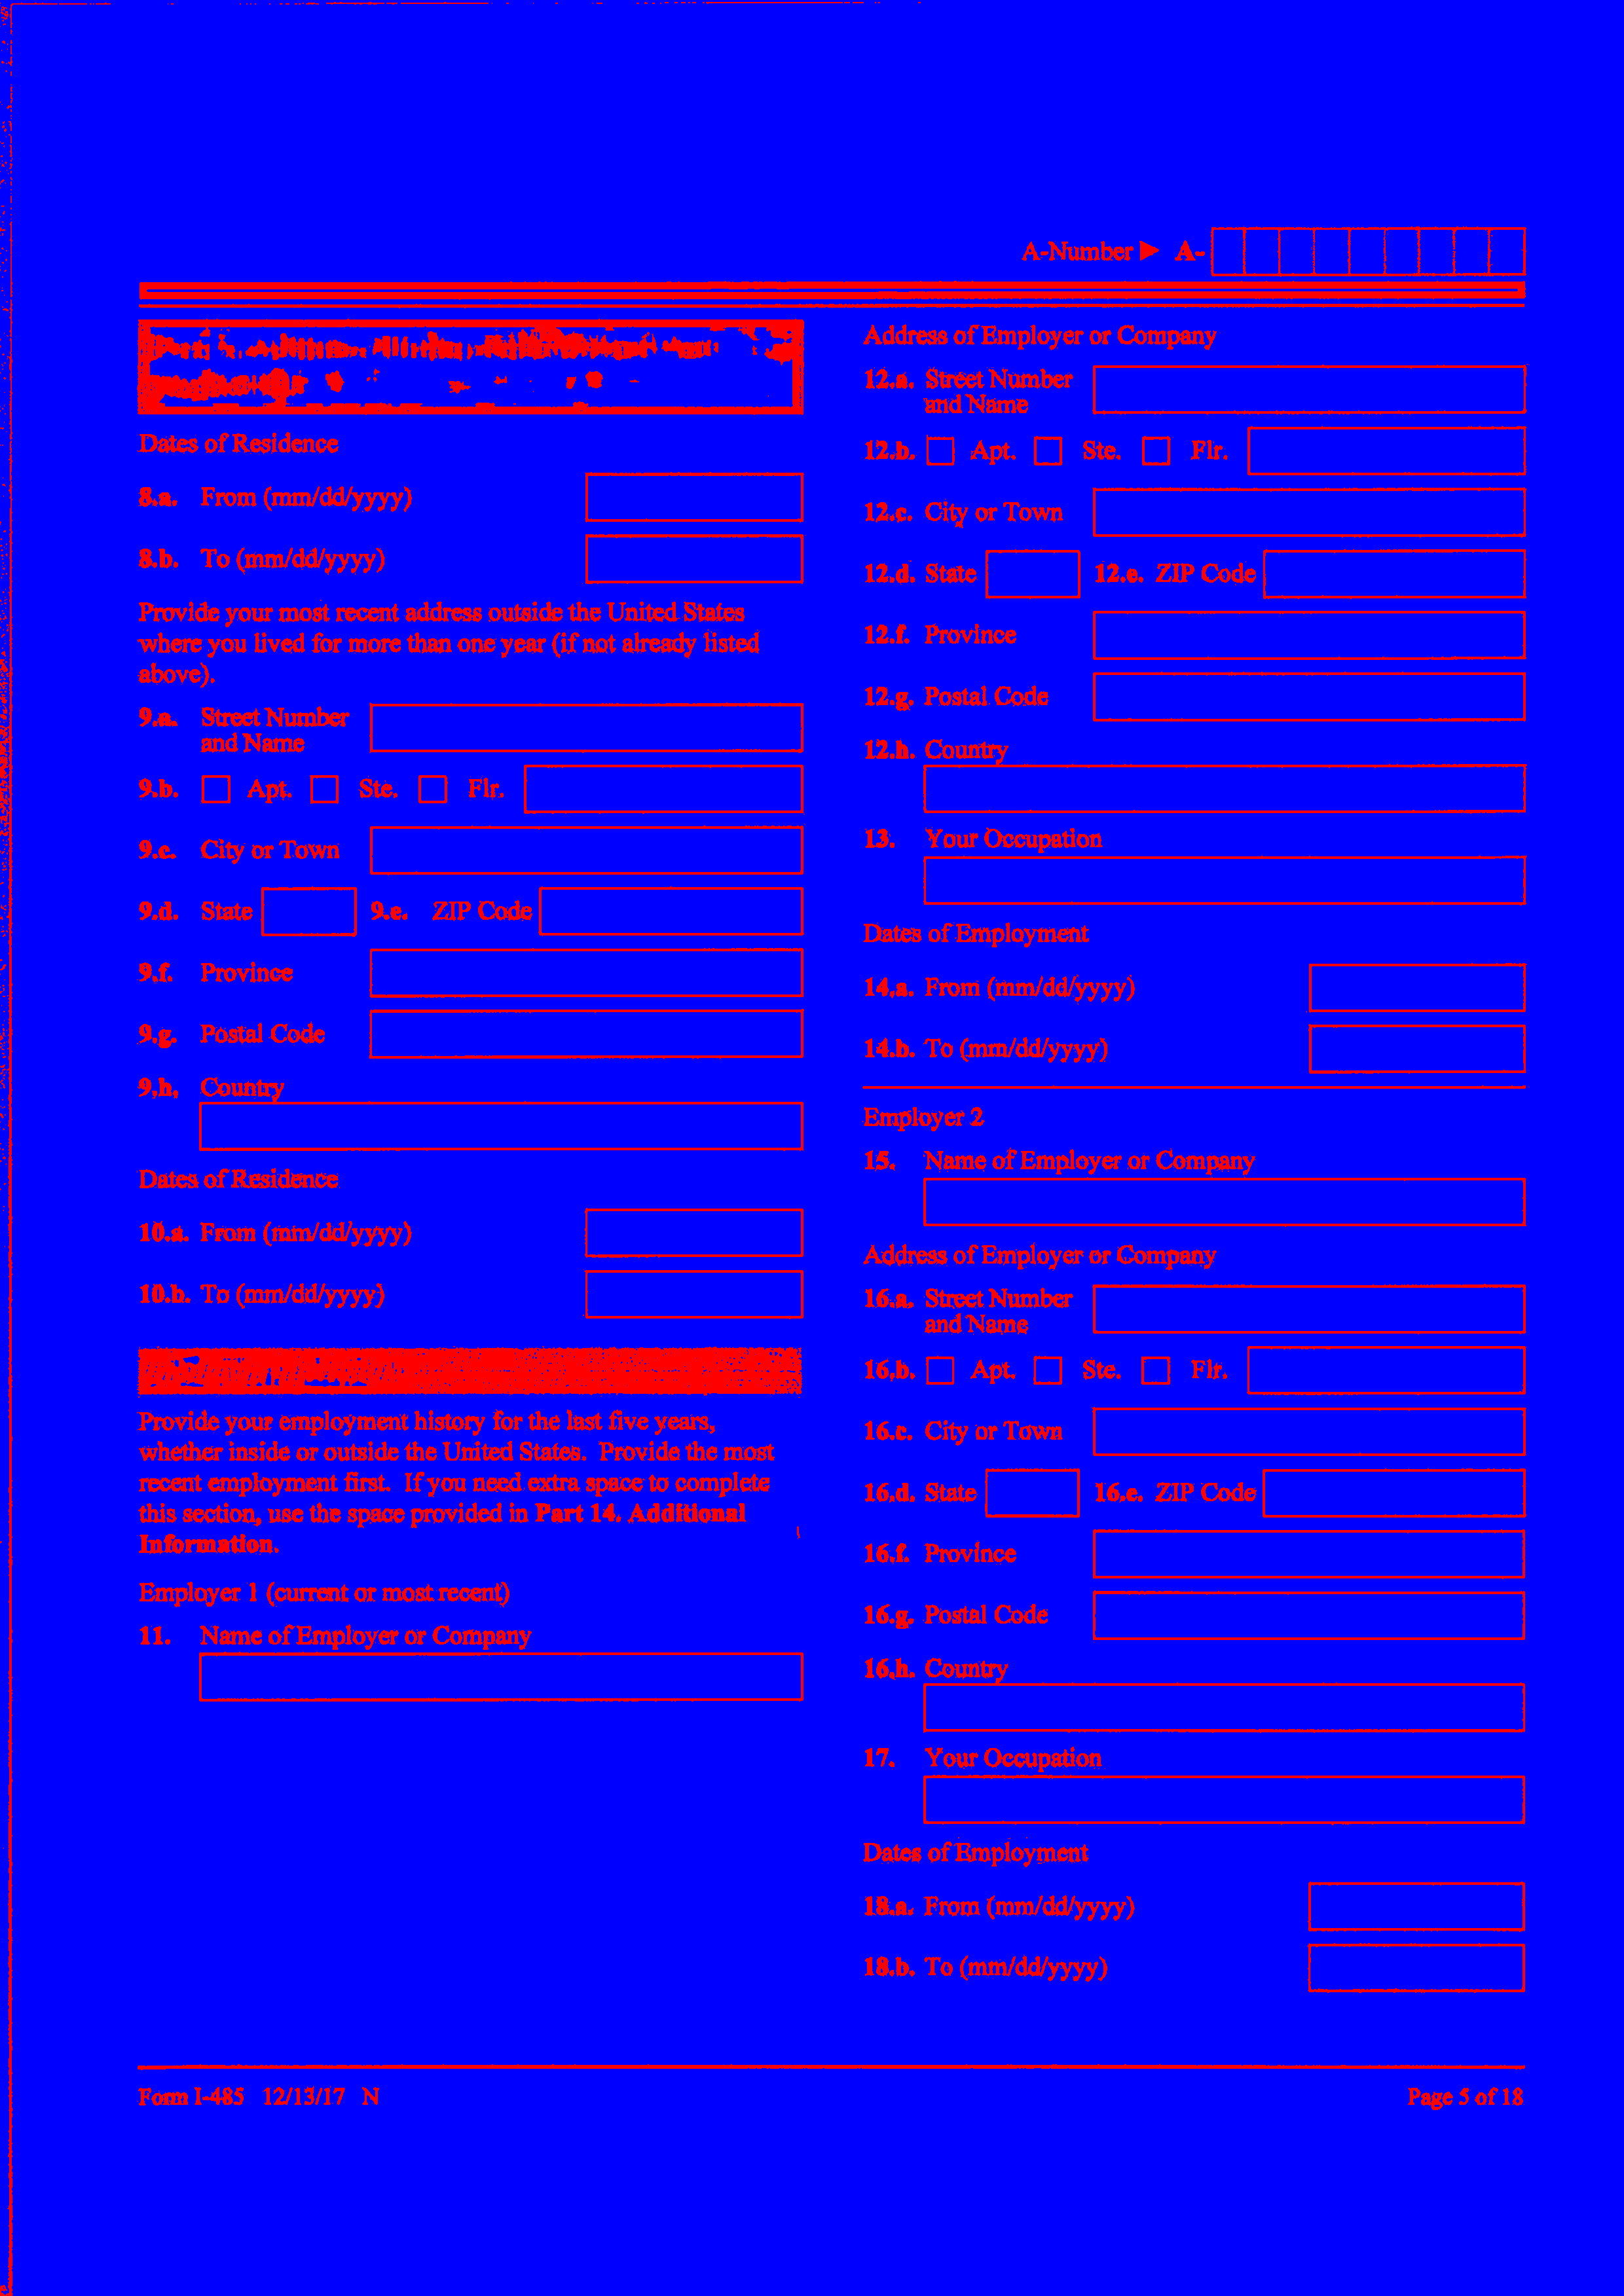 A-Number ► A-
Dates of Residence
8.a. From (mm/dd/yyyy)
8.b. To (mm/dd/yyyy)
Provide your most recent address outside the United States
where you lived for more than one year (if not already listed
above).
9.a. Street Number
and Name
9.b. Apt. Ste. Flr.
9.c. City or Town
9.d. State 9.e. ZIP Code
9.f. Province
9.g. Postal Code
9.h. Country
Dates of Residence
10.a. From (mm/dd/yyyy)
10.b. To (mm/dd/yyyy)
Provide your employment history for the last five years,
whether inside or outside the United States. Provide the most
recent employment first. If you need extra space to complete
this section, use the space provided in Part 14. Additional
Information.
Employer 1 (current or most recent)
11. Name of Employer or Company
Address of Employer or Company
12.a. Street Number
and Name
12.b. Apt. Ste. Flr.
12.c. City or Town
12.d. State 12.e. ZIP Code
12.f. Province
12.g. Postal Code
12.h. Country
13. Your Occupation
Dates of Employment
14.a. From (mm/dd/yyyy)
14.b. To (mm/dd/yyyy)
Employer 2
15. Name of Employer or Company
Address of Employer or Company
16.a. Street Number
and Name
16.b. Apt. Ste. Flr.
16.c. City or Town
16.d. State 16.e. ZIP Code
16.f. Province
16.g. Postal Code
16.h. Country
17. Your Occupation
Dates of Employment
18.a. From (mm/dd/yyyy)
18.b. To (mm/dd/yyyy)
Form I-485 12/13/17 N
Page 5 of 18